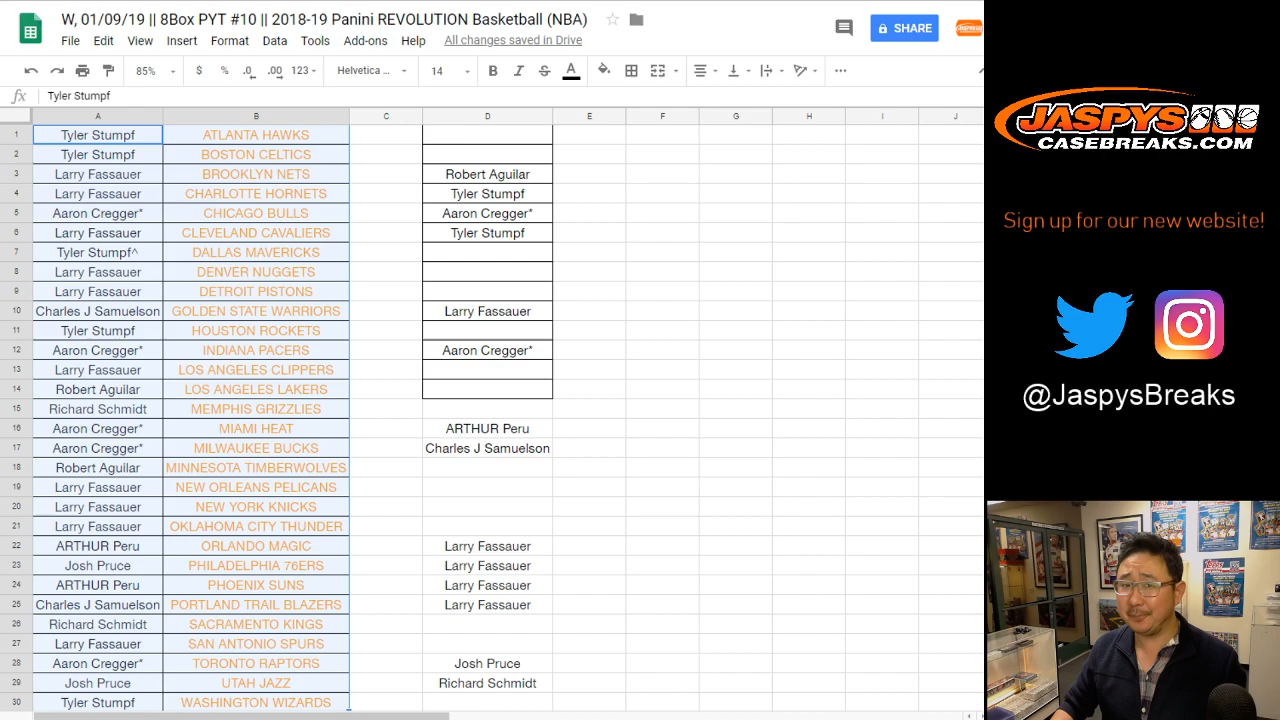 W, 01/09/19 || 8Box PYT #10 || 2018-19 Panini REVOLUTION Basketball (NBA)
File Edit View Insert Format Data Tools Add-ons Help All changes saved in Drive
SHARE
85% $ % .0 .00 123 Helvetica ... 14 B I S A
fx Tyler Stumpf
A B C D E F G H I J
1 Tyler Stumpf ATLANTA HAWKS
2 Tyler Stumpf BOSTON CELTICS
3 Larry Fassauer BROOKLYN NETS Robert Aguilar
4 Larry Fassauer CHARLOTTE HORNETS Tyler Stumpf
5 Aaron Cregger* CHICAGO BULLS Aaron Cregger*
6 Larry Fassauer CLEVELAND CAVALIERS Tyler Stumpf
7 Tyler Stumpf^ DALLAS MAVERICKS
8 Larry Fassauer DENVER NUGGETS
9 Larry Fassauer DETROIT PISTONS
10 Charles J Samuelson GOLDEN STATE WARRIORS Larry Fassauer
11 Tyler Stumpf HOUSTON ROCKETS
12 Aaron Cregger* INDIANA PACERS Aaron Cregger*
13 Larry Fassauer LOS ANGELES CLIPPERS
14 Robert Aguilar LOS ANGELES LAKERS
15 Richard Schmidt MEMPHIS GRIZZLIES
16 Aaron Cregger* MIAMI HEAT ARTHUR Peru
17 Aaron Cregger* MILWAUKEE BUCKS Charles J Samuelson
18 Robert Aguilar MINNESOTA TIMBERWOLVES
19 Larry Fassauer NEW ORLEANS PELICANS
20 Larry Fassauer NEW YORK KNICKS
21 Larry Fassauer OKLAHOMA CITY THUNDER
22 ARTHUR Peru ORLANDO MAGIC Larry Fassauer
23 Josh Pruce PHILADELPHIA 76ERS Larry Fassauer
24 ARTHUR Peru PHOENIX SUNS Larry Fassauer
25 Charles J Samuelson PORTLAND TRAIL BLAZERS Larry Fassauer
26 Richard Schmidt SACRAMENTO KINGS
27 Larry Fassauer SAN ANTONIO SPURS
28 Aaron Cregger* TORONTO RAPTORS Josh Pruce
29 Josh Pruce UTAH JAZZ Richard Schmidt
30 Tyler Stumpf WASHINGTON WIZARDS
JASPYS
CASEBREAKS.COM
Sign up for our new website!
@JaspysBreaks